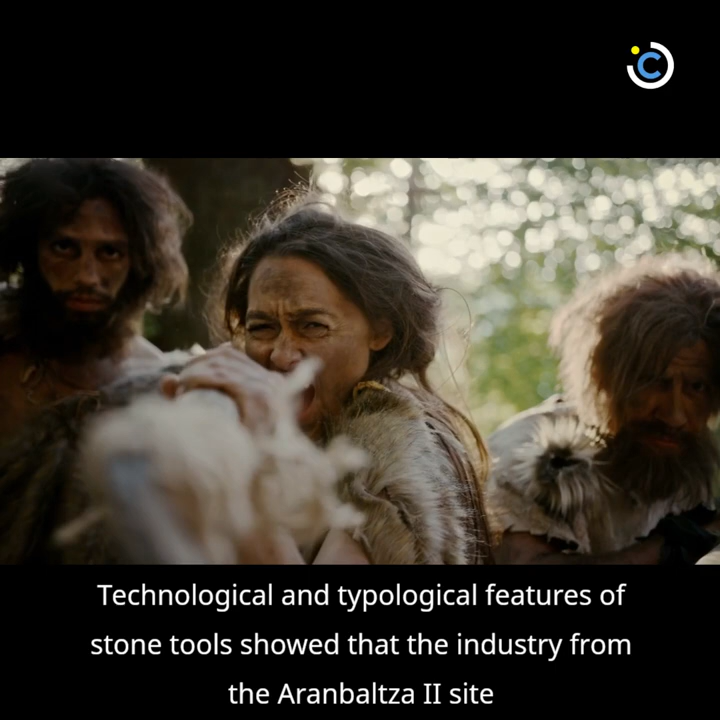 Technological and typological features of
stone tools showed that the industry from
the Aranbaltza II site